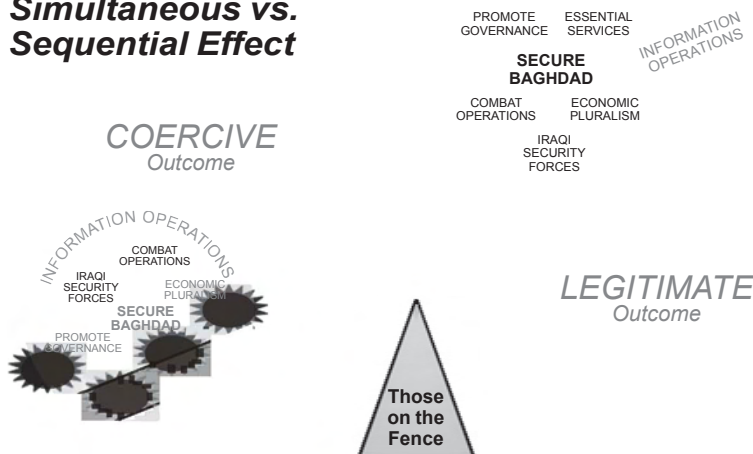 Simultaneous vs.
Sequential Effect
PROMOTE
GOVERNANCE
ESSENTIAL
SERVICES
INFORMATION
OPERATIONS
SECURE
BAGHDAD
COMBAT
OPERATIONS
ECONOMIC
PLURALISM
IRAQI
SECURITY
FORCES
COERCIVE
Outcome
INFORMATION OPERATIONS
COMBAT
OPERATIONS
IRAQI
SECURITY
FORCES
ECONOMIC
PLURALISM
SECURE
BAGHDAD
PROMOTE
GOVERNANCE
LEGITIMATE
Outcome
Those
on the
Fence